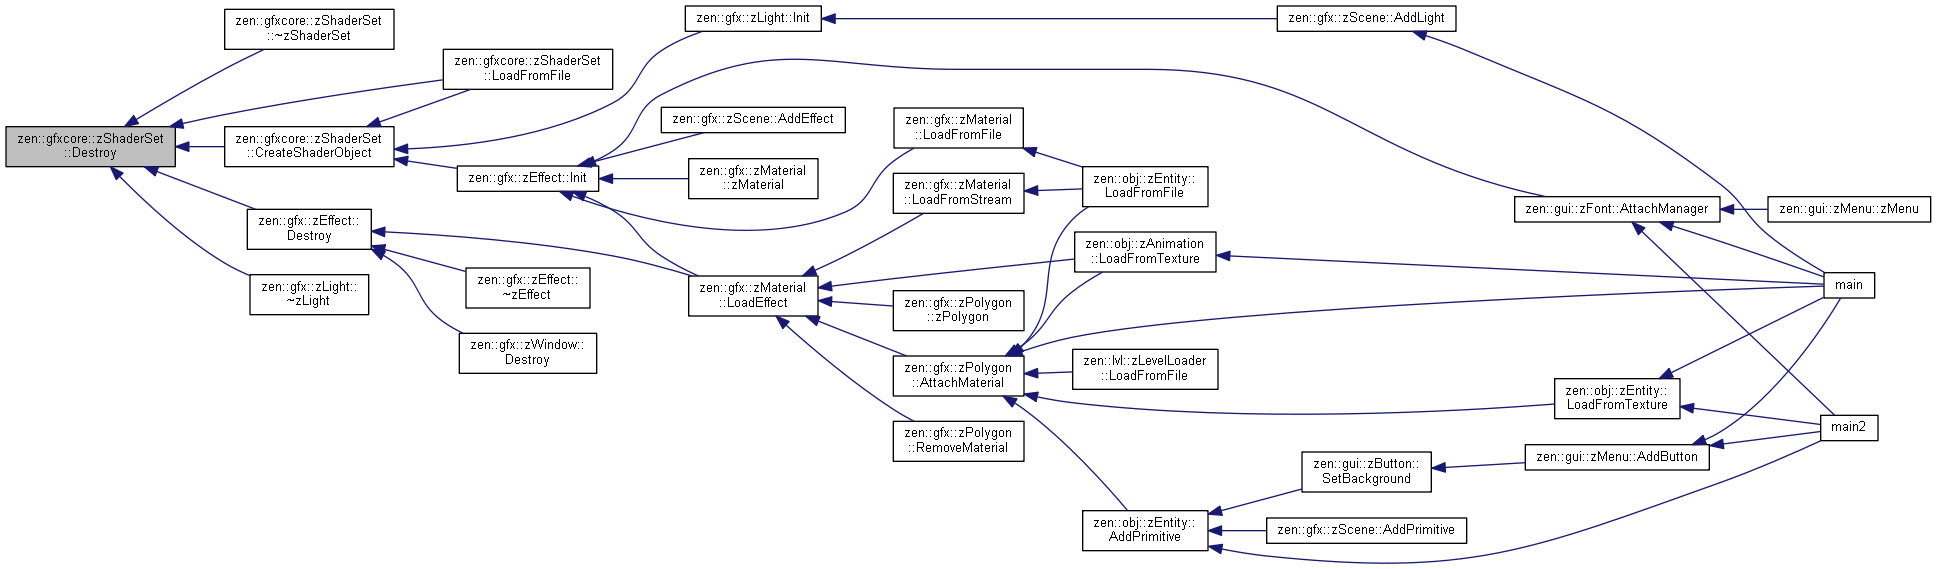 zen::gfxcore::zShaderSet
::Destroy
zen::gfxcore::zShaderSet
::~zShaderSet
zen::gfxcore::zShaderSet
::LoadFromFile
zen::gfxcore::zShaderSet
::CreateShaderObject
zen::gfx::zEffect::
Destroy
zen::gfx::zLight::
~zLight
zen::gfx::zEffect::Init
zen::gfx::zEffect::
~zEffect
zen::gfx::zWindow::
Destroy
zen::gfx::zLight::Init
zen::gfx::zScene::AddEffect
zen::gfx::zMaterial
::zMaterial
zen::gfx::zMaterial
::LoadEffect
zen::gfx::zMaterial
::LoadFromFile
zen::gfx::zMaterial
::LoadFromStream
zen::gfx::zPolygon
::zPolygon
zen::gfx::zPolygon
::AttachMaterial
zen::gfx::zPolygon
::RemoveMaterial
zen::obj::zEntity::
LoadFromFile
zen::obj::zAnimation
::LoadFromTexture
zen::lvl::zLevelLoader
::LoadFromFile
zen::obj::zEntity::
AddPrimitive
zen::gfx::zScene::AddLight
zen::gui::zButton::
SetBackground
zen::gfx::zScene::AddPrimitive
zen::gui::zFont::AttachManager
zen::obj::zEntity::
LoadFromTexture
zen::gui::zMenu::AddButton
zen::gui::zMenu::zMenu
main
main2